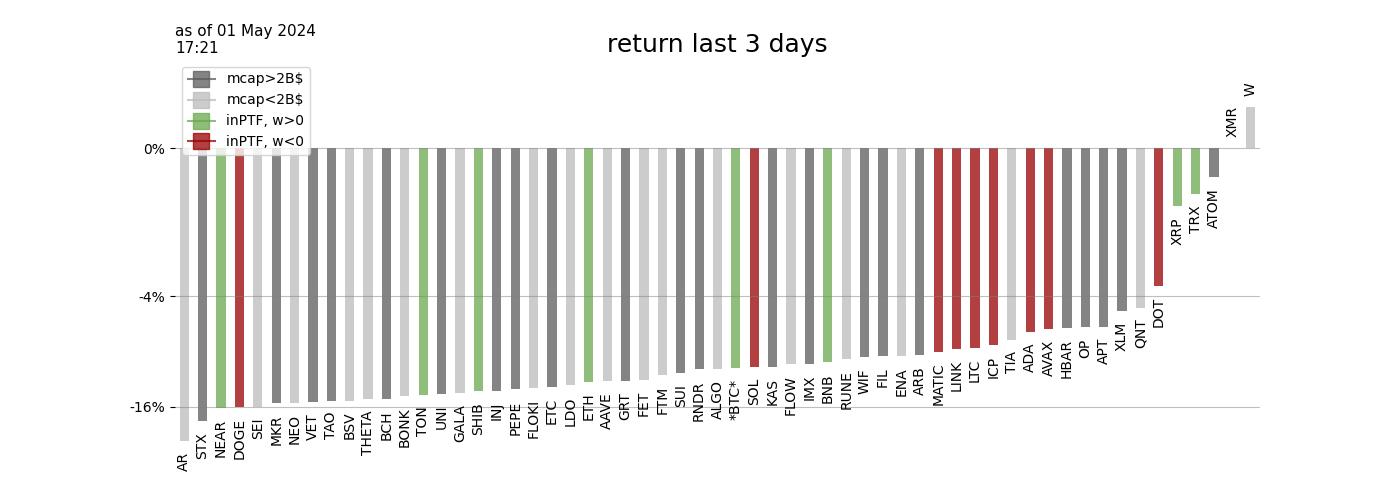 as of 01 May 2024
17:21
return last 3 days
mcap>2B$
mcap<2B$
inPTF, w>0
inPTF, w<0
0%
-4%
-16%
AR
STX
NEAR
DOGE
SEI
MKR
NEO
VET
TAO
BSV
THETA
BCH
BONK
TON
UNI
GALA
SHIB
INJ
PEPE
FLOKI
ETC
LDO
ETH
AAVE
GRT
FET
FTM
SUI
RNDR
ALGO
*BTC*
SOL
KAS
FLOW
IMX
BNB
RUNE
WIF
FIL
ENA
ARB
MATIC
LINK
LTC
ICP
TIA
ADA
AVAX
HBAR
OP
APT
XLM
QNT
DOT
XRP
TRX
ATOM
XMR
W